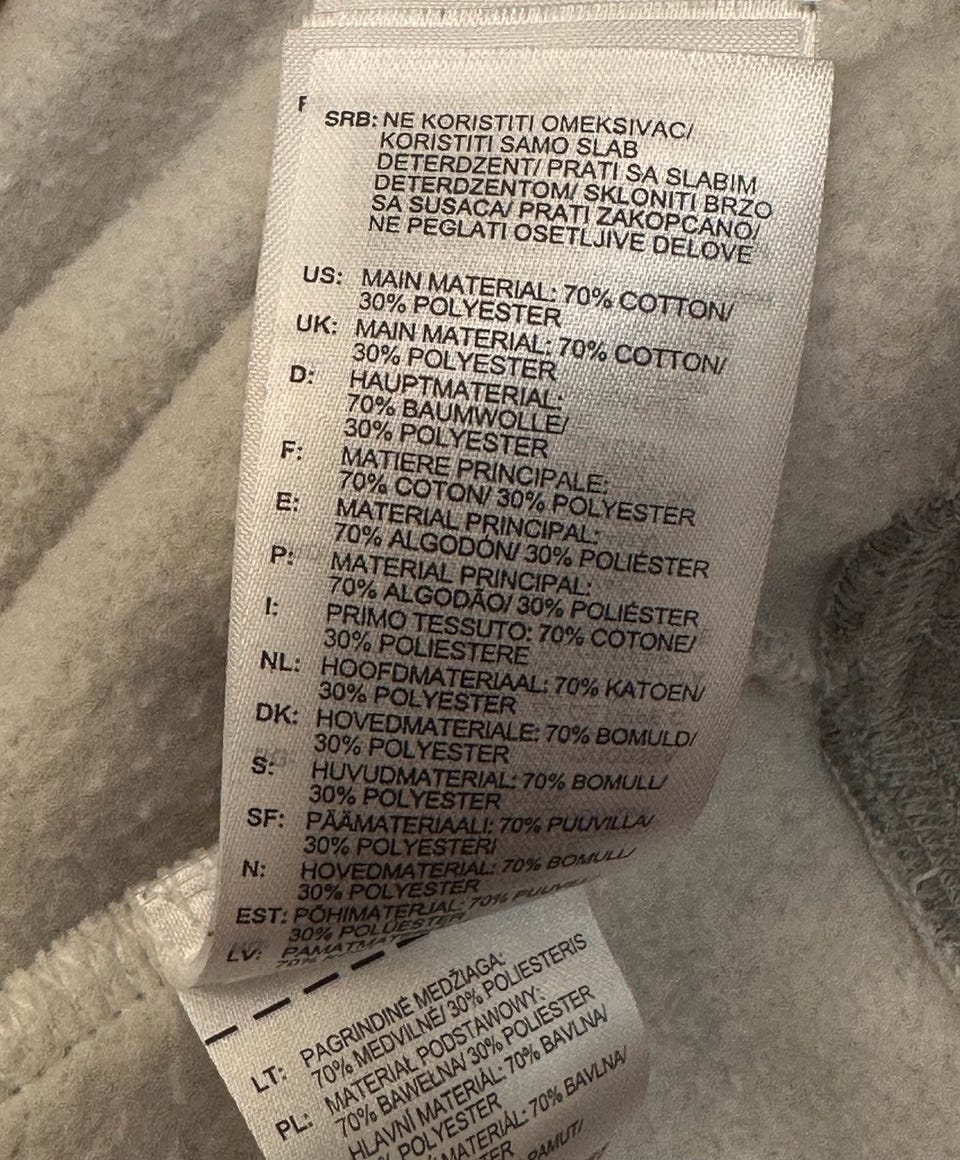 F
SRB: NE KORISTITI OMEKSIVAC/
KORISTITI SAMO SLAB
DETERDZENT/ PRATI SA SLABIM
DETERDZENTOM/ SKLONITI BRZO
SA SUSACA/ PRATI ZAKOPCANO/
NE PEGLATI OSETLJIVE DELOVE
US: MAIN MATERIAL: 70% COTTON/
30% POLYESTER
UK: MAIN MATERIAL: 70% COTTON/
30% POLYESTER
D: HAUPTMATERIAL:
70% BAUMWOLLE/
30% POLYESTER
F: MATIERE PRINCIPALE:
70% COTON/ 30% POLYESTER
E: MATERIAL PRINCIPAL:
70% ALGODÓN/ 30% POLIÉSTER
P: MATERIAL PRINCIPAL:
70% ALGODÃO/ 30% POLIÉSTER
I: PRIMO TESSUTO: 70% COTONE/
30% POLIESTERE
NL: HOOFDMATERIAAL: 70% KATOEN/
30% POLYESTER
DK: HOVEDMATERIALE: 70% BOMULD/
30% POLYESTER
S: HUVUDMATERIAL: 70% BOMULL/
30% POLYESTER
SF: PÄÄMATERIAALI: 70% PUUVILLA/
30% POLYESTERI
N: HOVEDMATERIAL: 70% BOMULL/
30% POLYESTER
EST: PÕHIMATERJAL: 70% PUUVILL
30% POLÜESTER
LV: PAMATMAT
70%
LT: PAGRINDINĖ MEDŽIAGA:
70% MEDVILNĖ/ 30% POLIESTERIS
PL: MATERIAŁ PODSTAWOWY:
70% BAWEŁNA/ 30% POLIESTER
HLAVNÍ MATERIÁL: 70% BAVLNA/
POLYESTER
MATERIÁL: 70% BAVLNA/
TER
PAMUT/